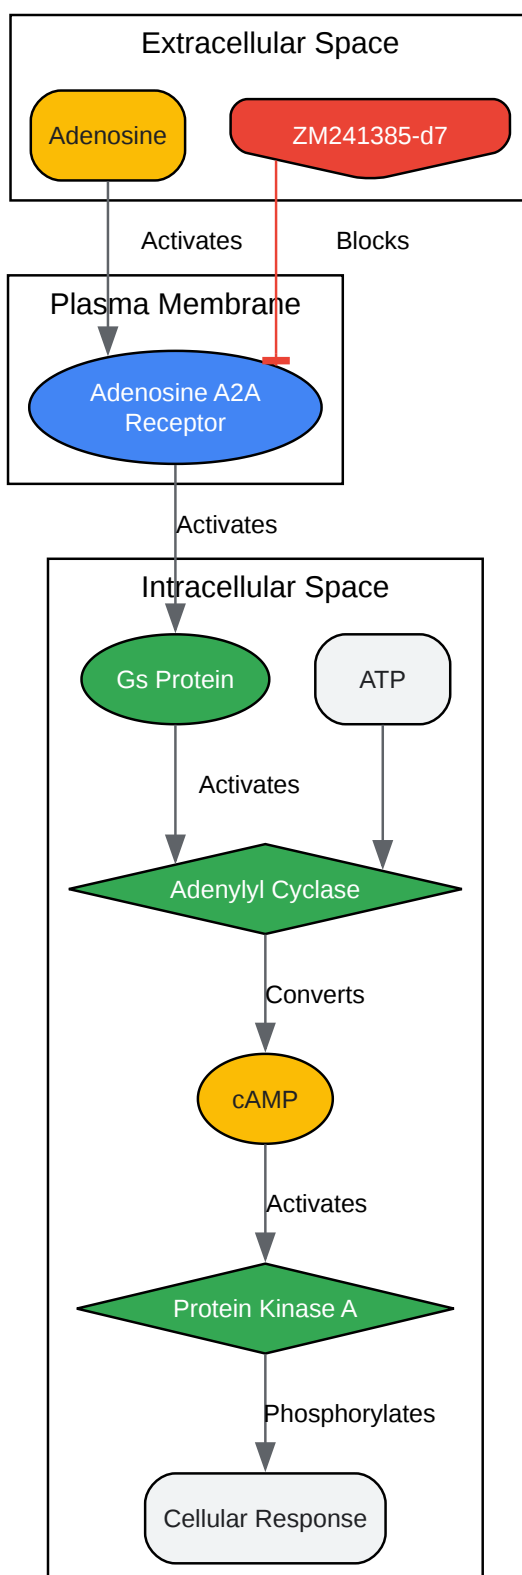 Extracellular Space
Adenosine
ZM241385-d7
Activates
Blocks
Plasma Membrane
Adenosine A2A
Receptor
Activates
Intracellular Space
Gs Protein
ATP
Activates
Adenylyl Cyclase
Converts
cAMP
Activates
Protein Kinase A
Phosphorylates
Cellular Response